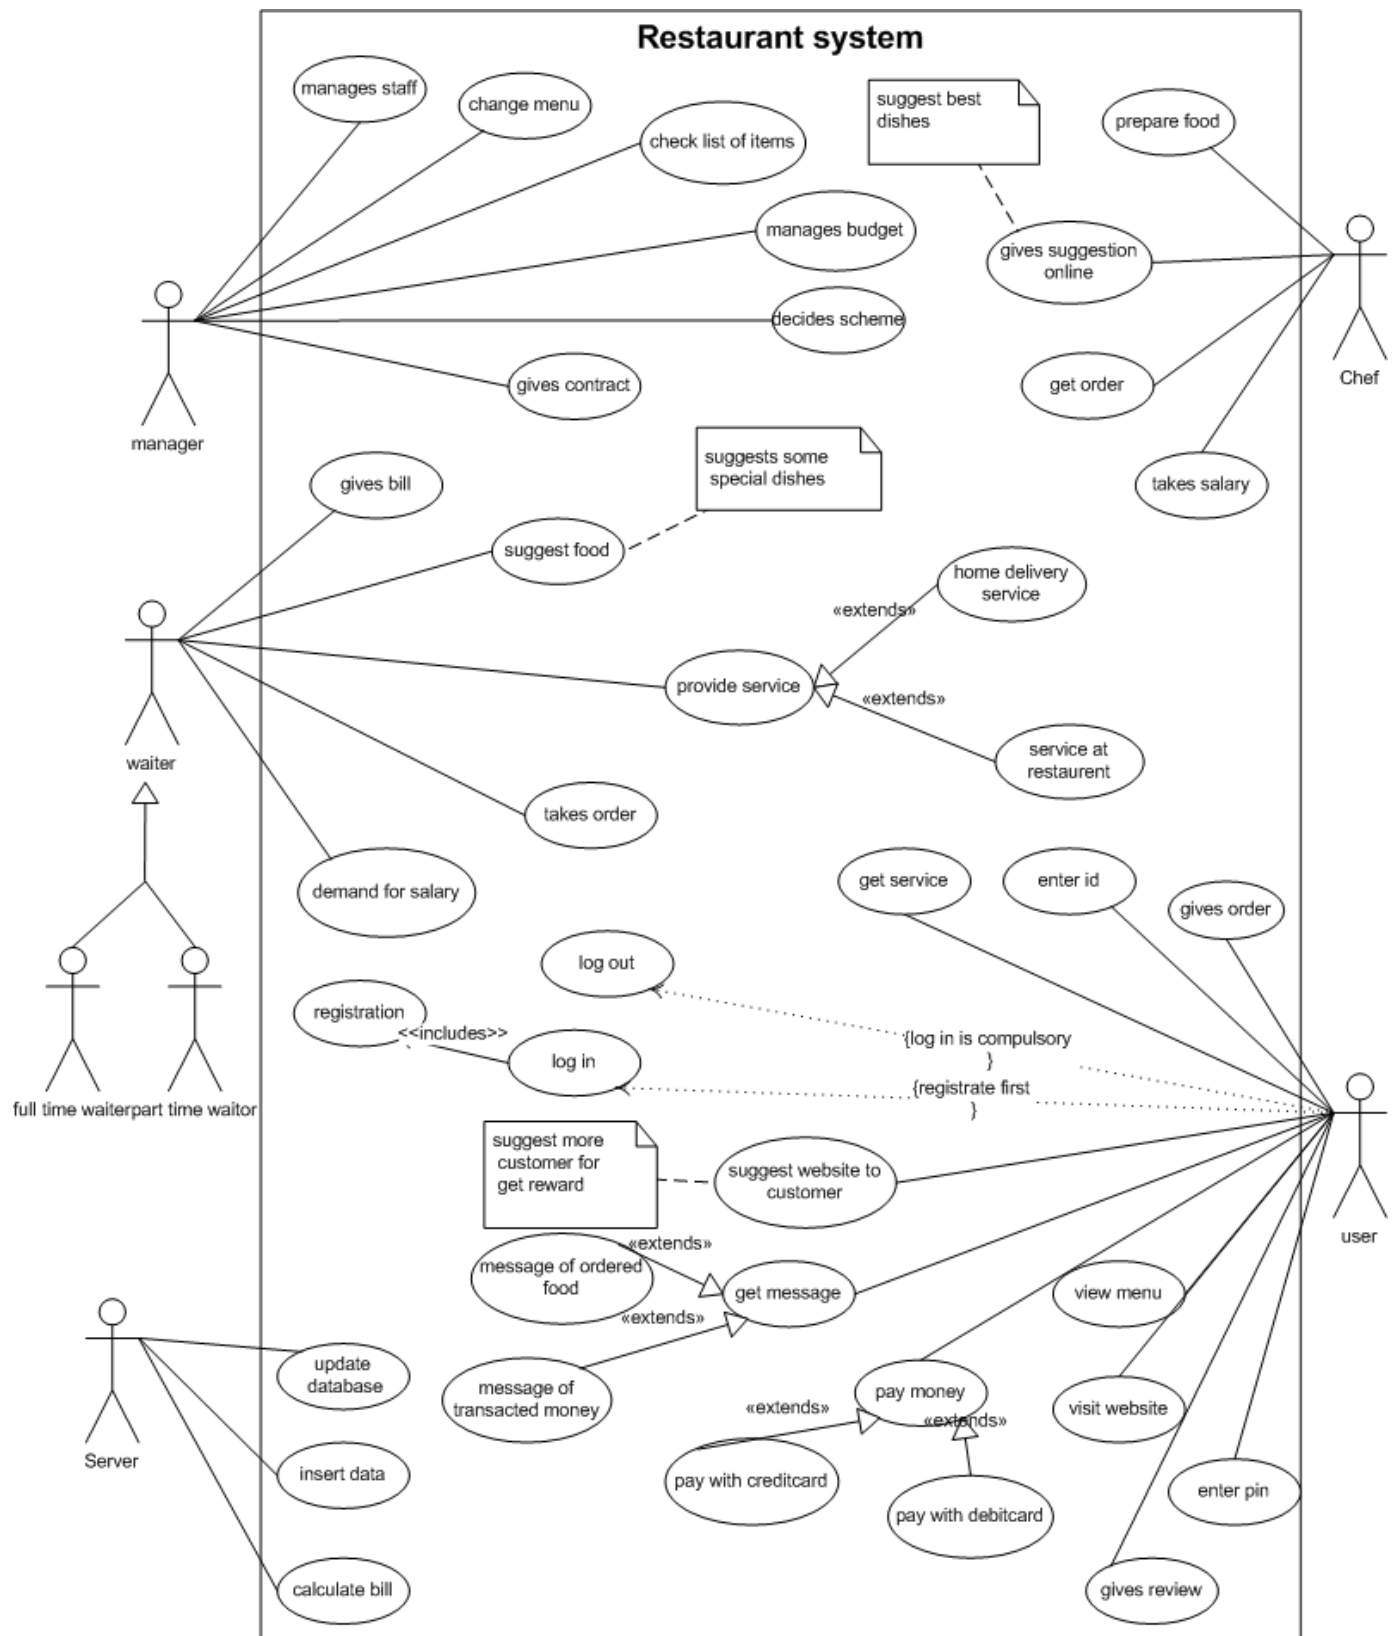 Restaurant system
manages staff
change menu
check list of items
suggest best
dishes
prepare food
manages budget
gives suggestion
online
decides scheme
gives contract
get order
Chef
manager
suggests some
special dishes
gives bill
takes salary
suggest food
home delivery
service
«extends»
provide service
«extends»
service at
restaurent
waiter
takes order
demand for salary
get service
enter id
gives order
log out
registration
<<includes>>
log in
{log in is compulsory
}
{registrate first
}
full time waiter
part time waitor
suggest more
customer for
get reward
suggest website to
customer
user
«extends»
message of ordered
food
get message
view menu
«extends»
update
database
message of
transacted money
pay money
visit website
«extends»
«extends»
Server
insert data
pay with creditcard
pay with debitcard
enter pin
calculate bill
gives review